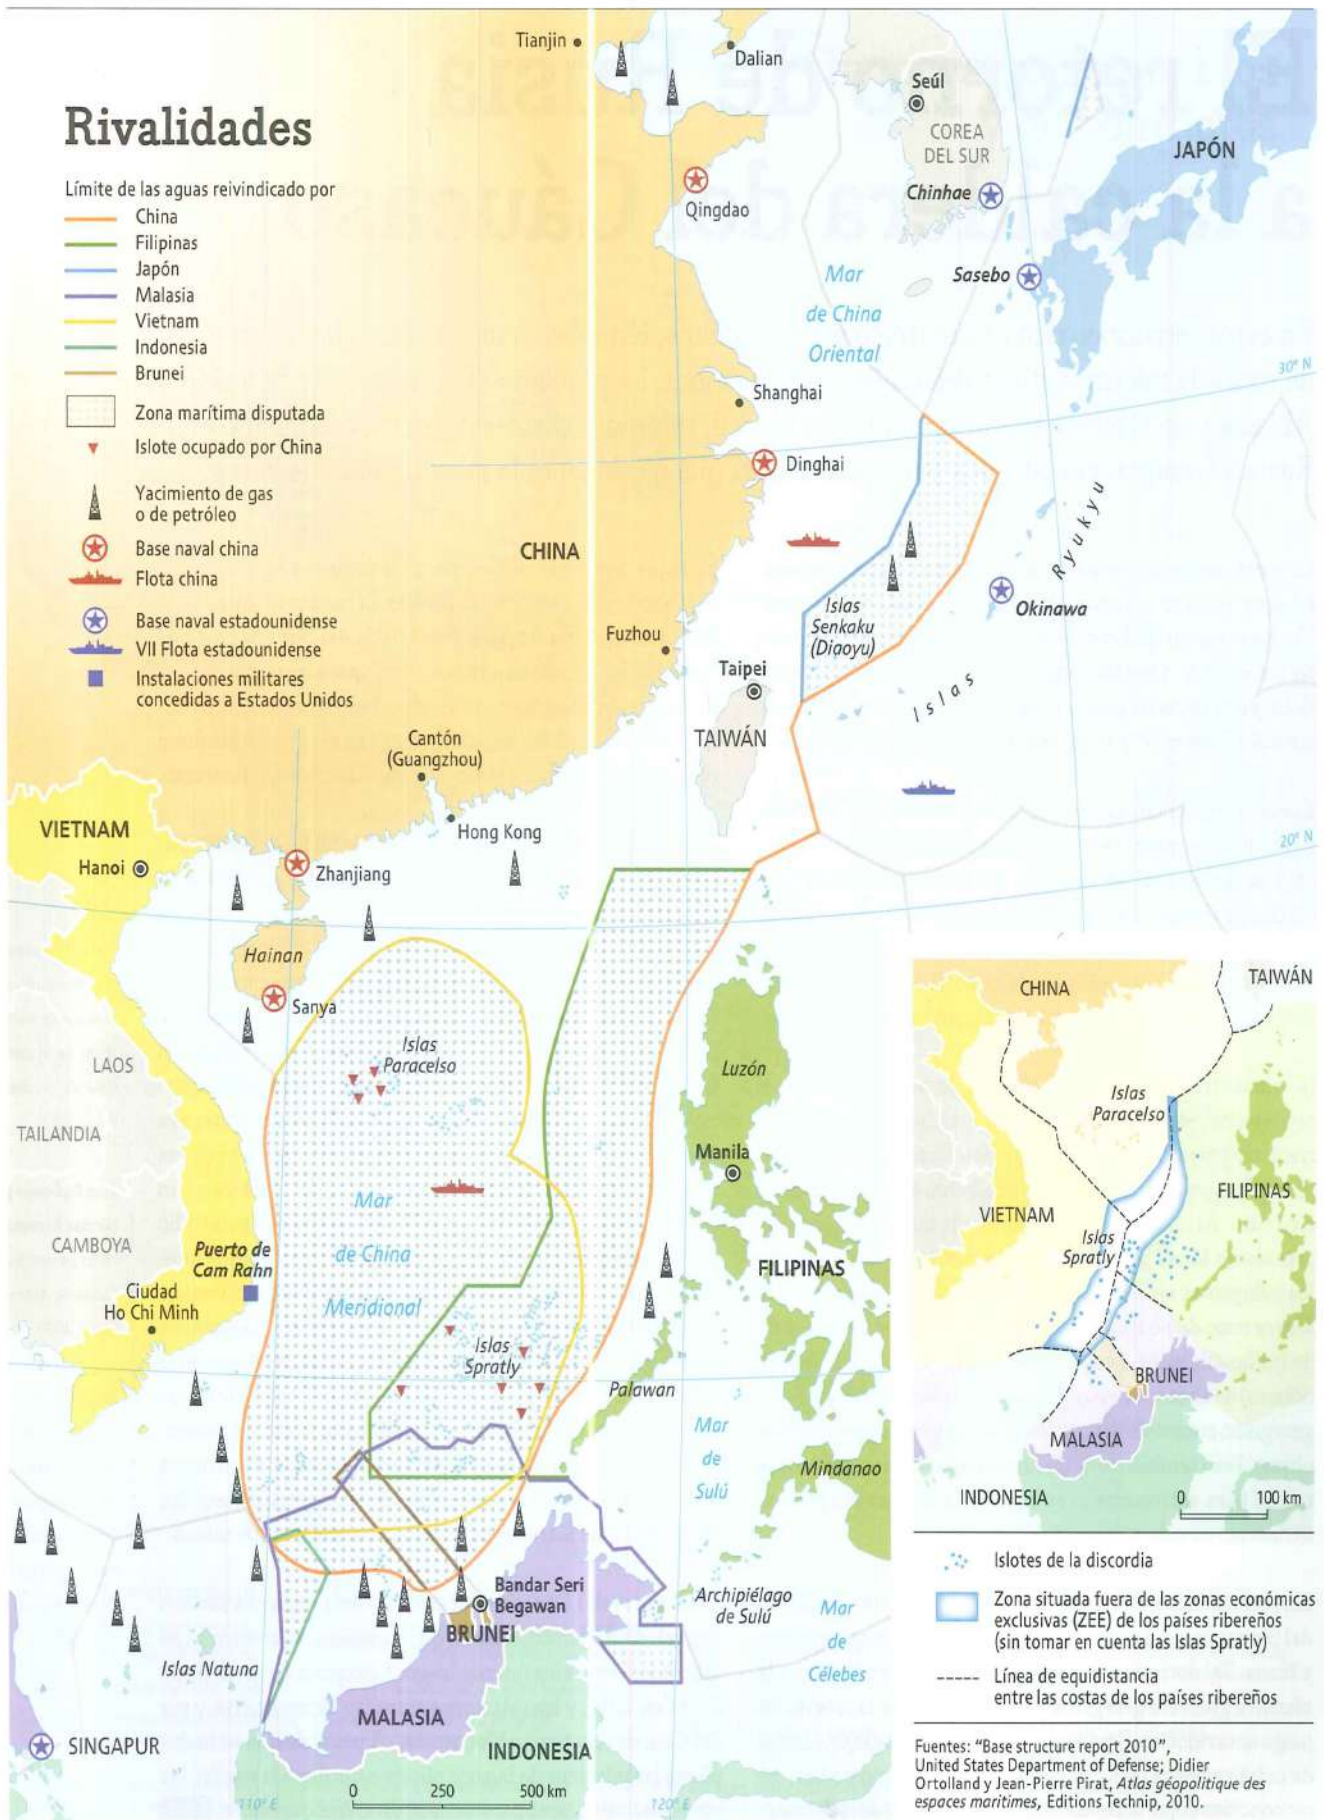 Rivalidades
Límite de las aguas reivindicado por
China
Filipinas
Japón
Malasia
Vietnam
Indonesia
Brunei
Zona marítima disputada
Islote ocupado por China
Yacimiento de gas
o de petróleo
Base naval china
Flota china
Base naval estadounidense
VII Flota estadounidense
Instalaciones militares
concedidas a Estados Unidos
Tianjin
Dalian
Seúl
COREA
DEL SUR
JAPÓN
Chinhae
Qingdao
Sasebo
Mar
de China
Oriental
30° N
Shanghai
Dinghai
CHINA
Ryukyu
Okinawa
Islas
Senkaku
(Diaoyu)
Fuzhou
Taipei
Islas
TAIWÁN
Cantón
(Guangzhou)
Hong Kong
VIETNAM
Hanoi
20° N
Zhanjiang
Hainan
Sanya
Islas
Paracelso
LAOS
Luzón
TAILANDIA
Manila
Mar
de China
Meridional
CAMBOYA
Puerto de
Cam Rahn
FILIPINAS
Ciudad
Ho Chi Minh
Islas
Spratly
Palawan
Mar
de
Sulú
Mindanao
Bandar Seri
Begawan
BRUNEI
Archipiélago
de Sulú
Mar
de
Célebes
Islas Natuna
MALASIA
SINGAPUR
INDONESIA
0 250 500 km
110° E
120° E
CHINA
TAIWÁN
Islas
Paracelso
FILIPINAS
VIETNAM
Islas
Spratly
BRUNEI
MALASIA
INDONESIA
0 100 km
Islotes de la discordia
Zona situada fuera de las zonas económicas
exclusivas (ZEE) de los países ribereños
(sin tomar en cuenta las Islas Spratly)
Línea de equidistancia
entre las costas de los países ribereños
Fuentes: “Base structure report 2010”,
United States Department of Defense; Didier
Ortolland y Jean-Pierre Pirat, Atlas géopolitique des
espaces maritimes, Editions Technip, 2010.